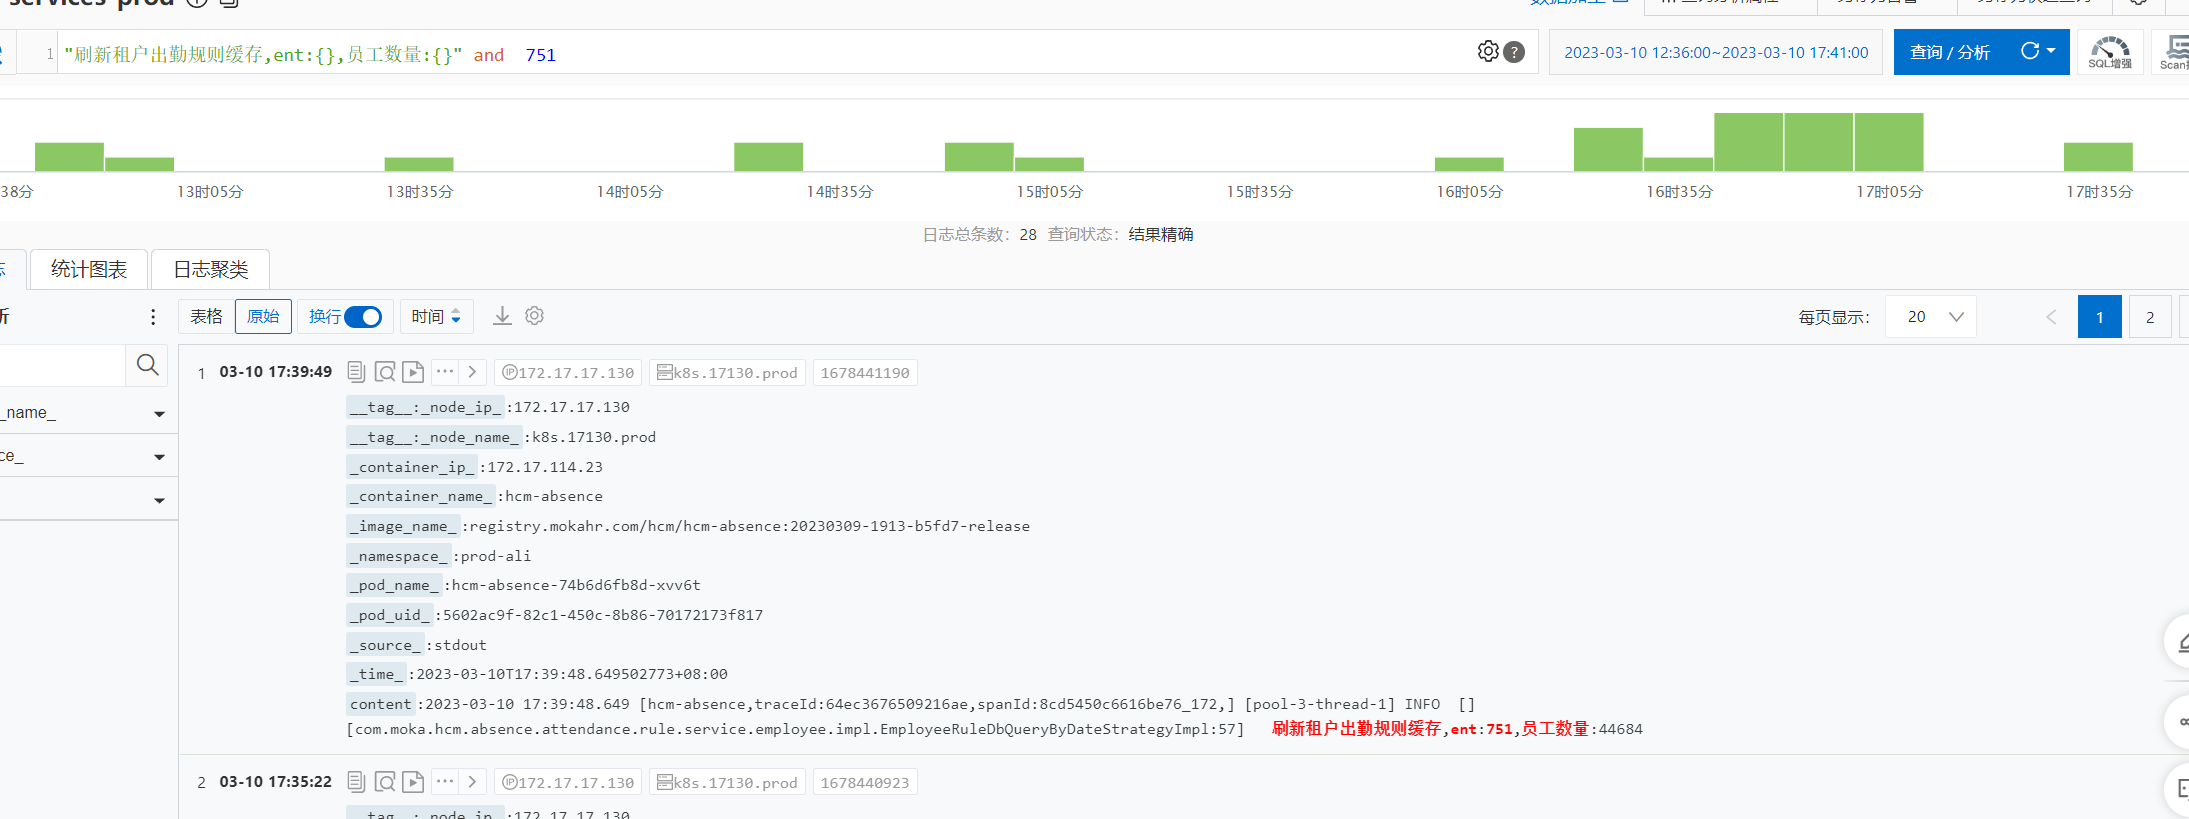 services-prod
1 "刷新租户出勤规则缓存,ent:{},员工数量:{}" and 751
2023-03-10 12:36:00~2023-03-10 17:41:00
查询 / 分析
SQL增强
38分 13时05分 13时35分 14时05分 14时35分 15时05分 15时35分 16时05分 16时35分 17时05分 17时35分
日志总条数: 28 查询状态: 结果精确
统计图表 日志聚类
表格 原始 换行 时间 每页显示: 20 1 2
1 03-10 17:39:49 ··· IP 172.17.17.130 k8s.17130.prod 1678441190
__tag__:_node_ip_ :172.17.17.130
_name_
__tag__:_node_name_ :k8s.17130.prod
ce_
_container_ip_ :172.17.114.23
_container_name_ :hcm-absence
_image_name_ :registry.mokahr.com/hcm/hcm-absence:20230309-1913-b5fd7-release
_namespace_ :prod-ali
_pod_name_ :hcm-absence-74b6d6fb8d-xvv6t
_pod_uid_ :5602ac9f-82c1-450c-8b86-70172173f817
_source_ :stdout
_time_ :2023-03-10T17:39:48.649502773+08:00
content :2023-03-10 17:39:48.649 [hcm-absence,traceId:64ec3676509216ae,spanId:8cd5450c6616be76_172,] [pool-3-thread-1] INFO []
[com.moka.hcm.absence.attendance.rule.service.employee.impl.EmployeeRuleDbQueryByDateStrategyImpl:57] 刷新租户出勤规则缓存,ent:751,员工数量:44684
2 03-10 17:35:22 ··· IP 172.17.17.130 k8s.17130.prod 1678440923
__tag__:_node_ip_ :172.17.17.130